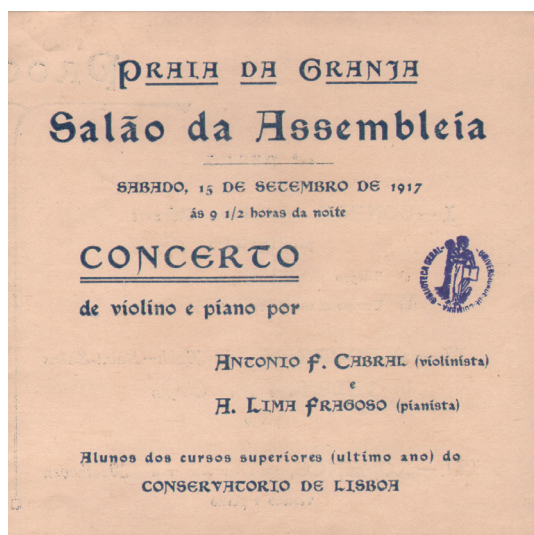 PRAIA DA GRANJA
Salão da Assembleia
SABADO, 15 DE SETEMBRO DE 1917
ás 9 1/2 horas da noite
CONCERTO
de violino e piano por
ANTONIO F. CABRAL (violinista)
e
A. LIMA FRAGOSO (pianista)
Alunos dos cursos superiores (ultimo ano) do
CONSERVATORIO DE LISBOA
BIBLIOTECA GERAL